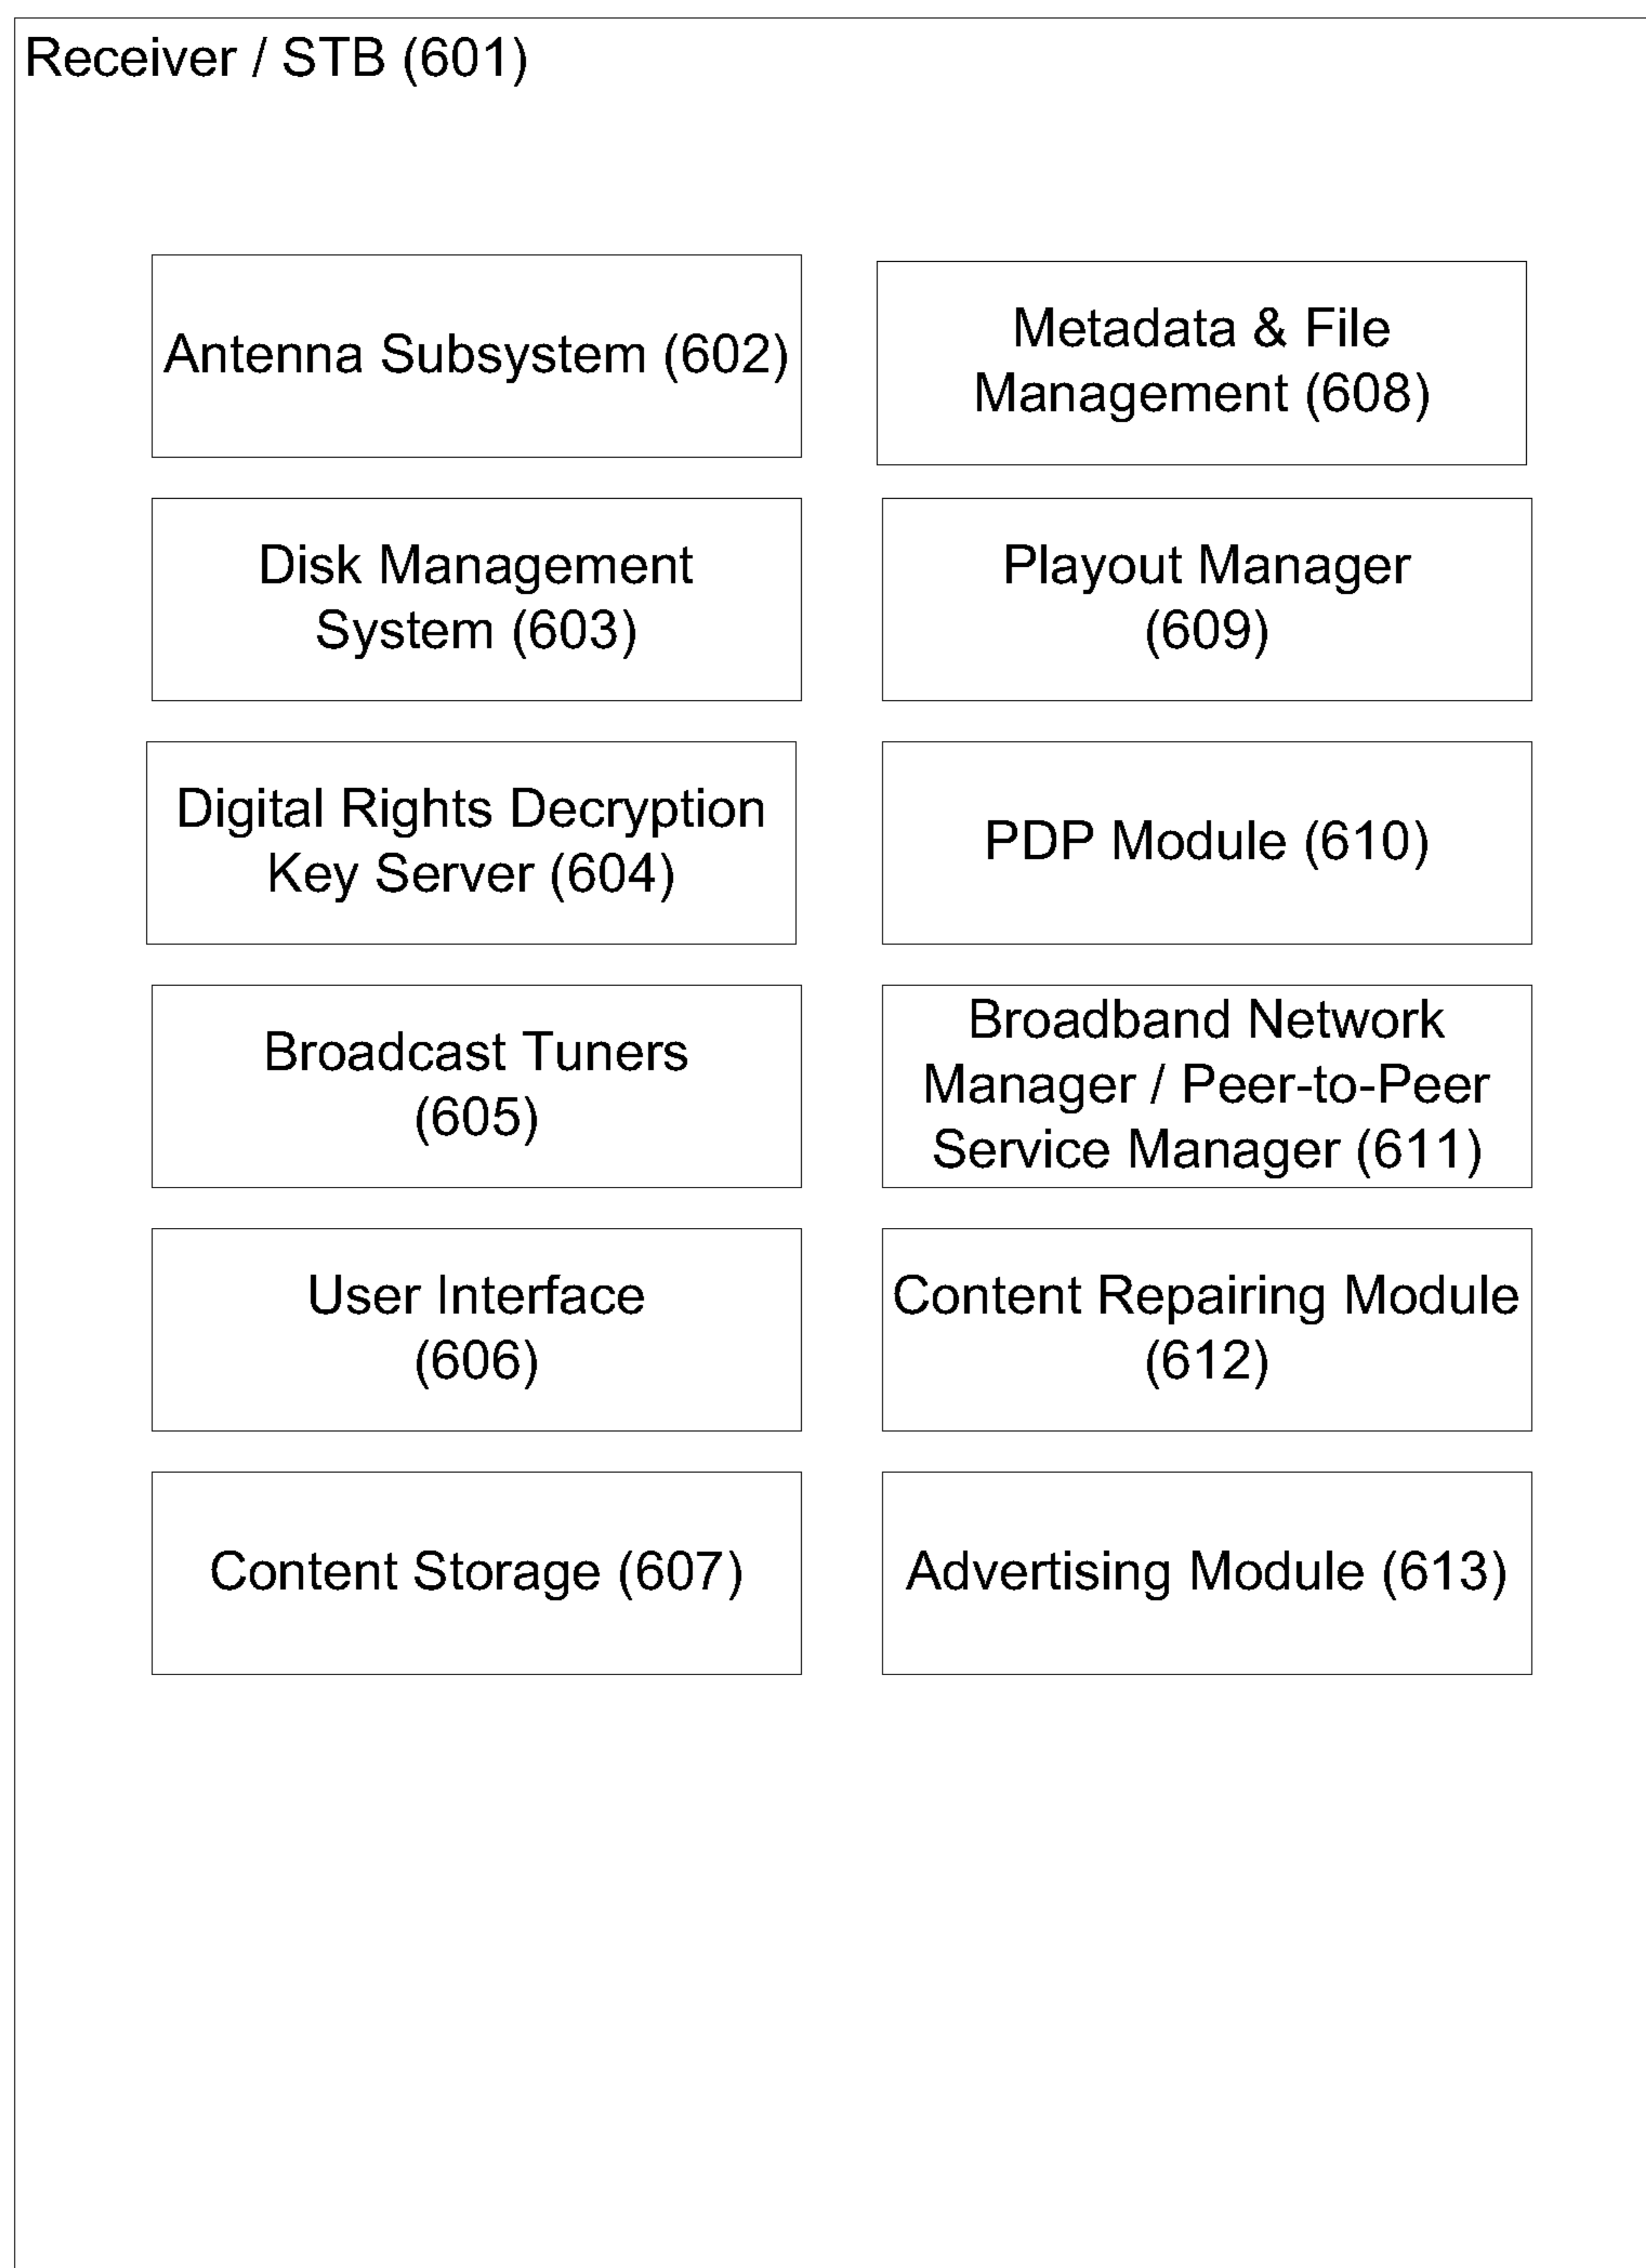 Receiver / STB (601)
Antenna Subsystem (602)
Disk Management
System (603)
Digital Rights Decryption
Key Server (604)
Broadcast Tuners
(605)
User Interface
(606)
Content Storage (607)
Metadata & File
Management (608)
Playout Manager
(609)
PDP Module (610)
Broadband Network
Manager / Peer-to-Peer
Service Manager (611)
Content Repairing Module
(612)
Advertising Module (613)